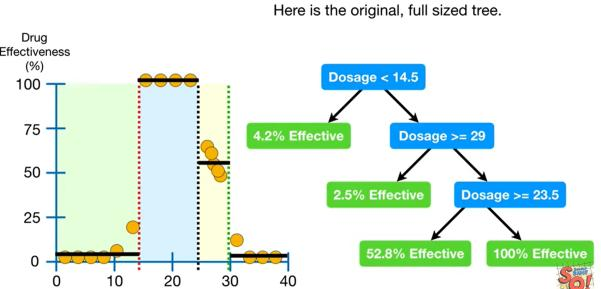 Here is the original, full sized tree.
Drug
Effectiveness
(%)
100
75
50
25
0
0
10
20
30
40
Dosage < 14.5
4.2% Effective
Dosage >= 29
2.5% Effective
Dosage >= 23.5
52.8% Effective
100% Effective